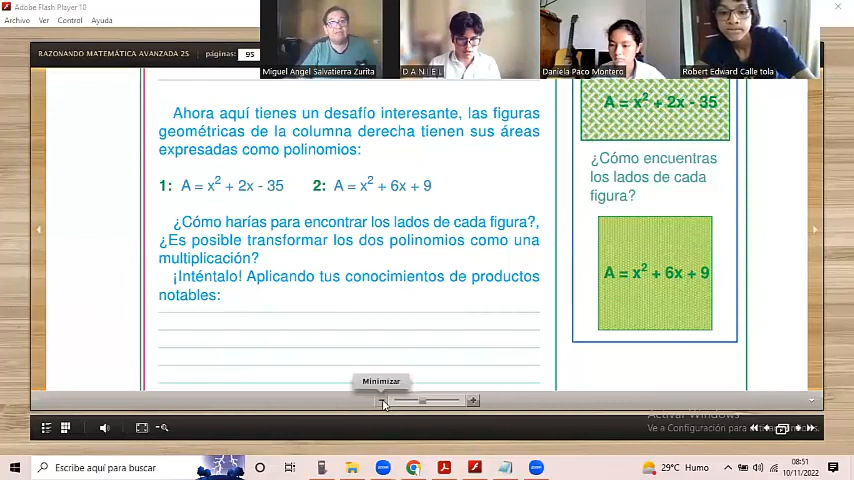 Adobe Flash Player 10
Archivo Ver Control Ayuda
RAZONANDO MATEMÁTICA AVANZADA 25 páginas: 95
Miguel Angel Salvatierra Zurita
D A N I E L
Daniela Paco Montero
Robert Edward Calle tola
Ahora aquí tienes un desafío interesante, las figuras
geométricas de la columna derecha tienen sus áreas
expresadas como polinomios:
1: A = x² + 2x - 35 2: A = x² + 6x + 9
¿Cómo harías para encontrar los lados de cada figura?,
¿Es posible transformar los dos polinomios como una
multiplicación?
¡Inténtalo! Aplicando tus conocimientos de productos
notables:
A = x² + 2x - 35
¿Cómo encuentras
los lados de cada
figura?
A = x² + 6x + 9
Minimizar
Activar Windows
Ve a Configuración para activar Windows.
Escribe aquí para buscar
29°C Humo
08:51
10/11/2022